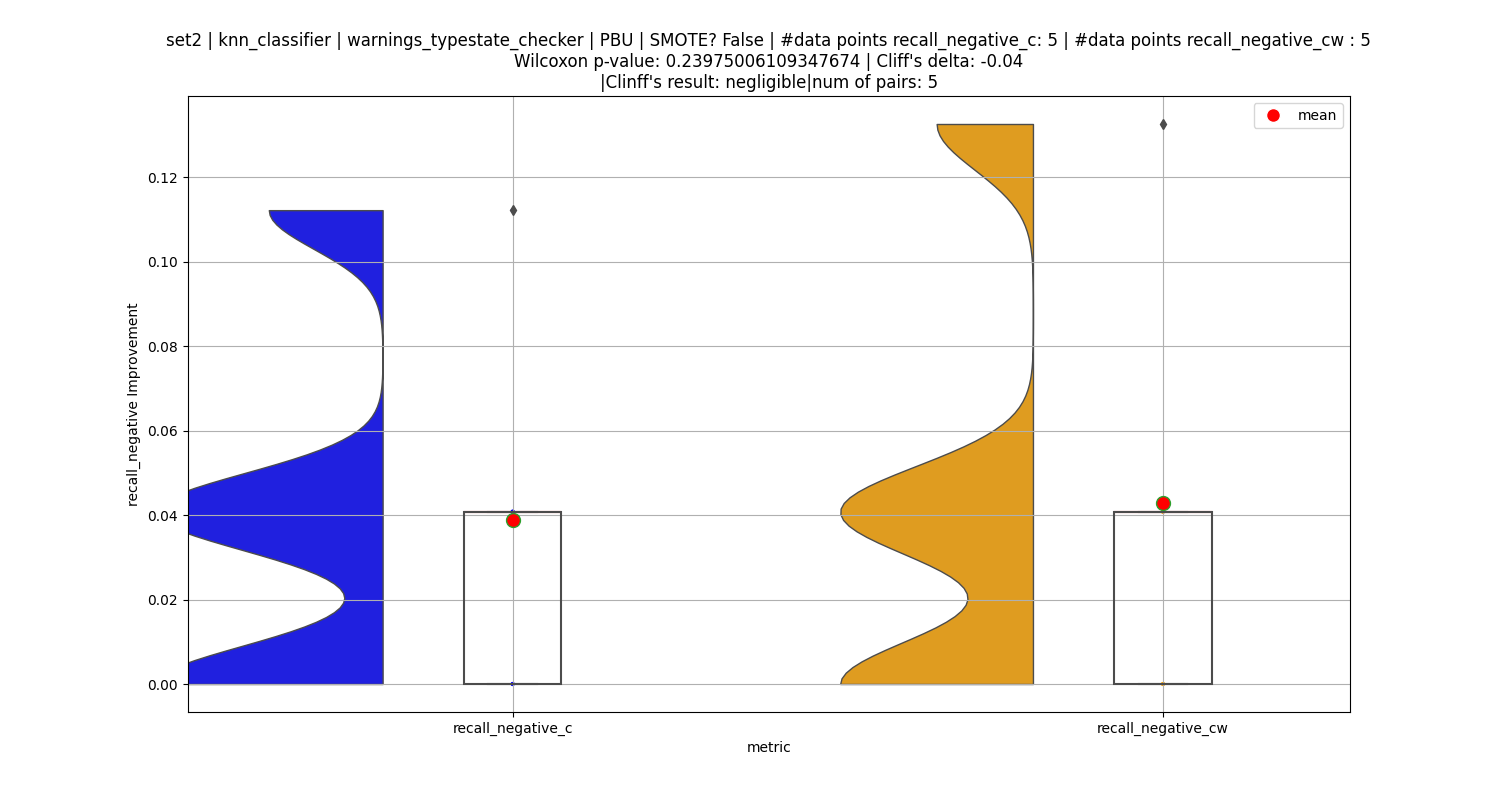 set2 | knn_classifier | warnings_typestate_checker | PBU | SMOTE? False | #data points recall_negative_c: 5 | #data points recall_negative_cw : 5
Wilcoxon p-value: 0.23975006109347674 | Cliff's delta: -0.04
|Clinff's result: negligible|num of pairs: 5
mean
0.12
0.10
0.08
0.06
0.04
0.02
0.00
recall_negative Improvement
recall_negative_c
recall_negative_cw
metric